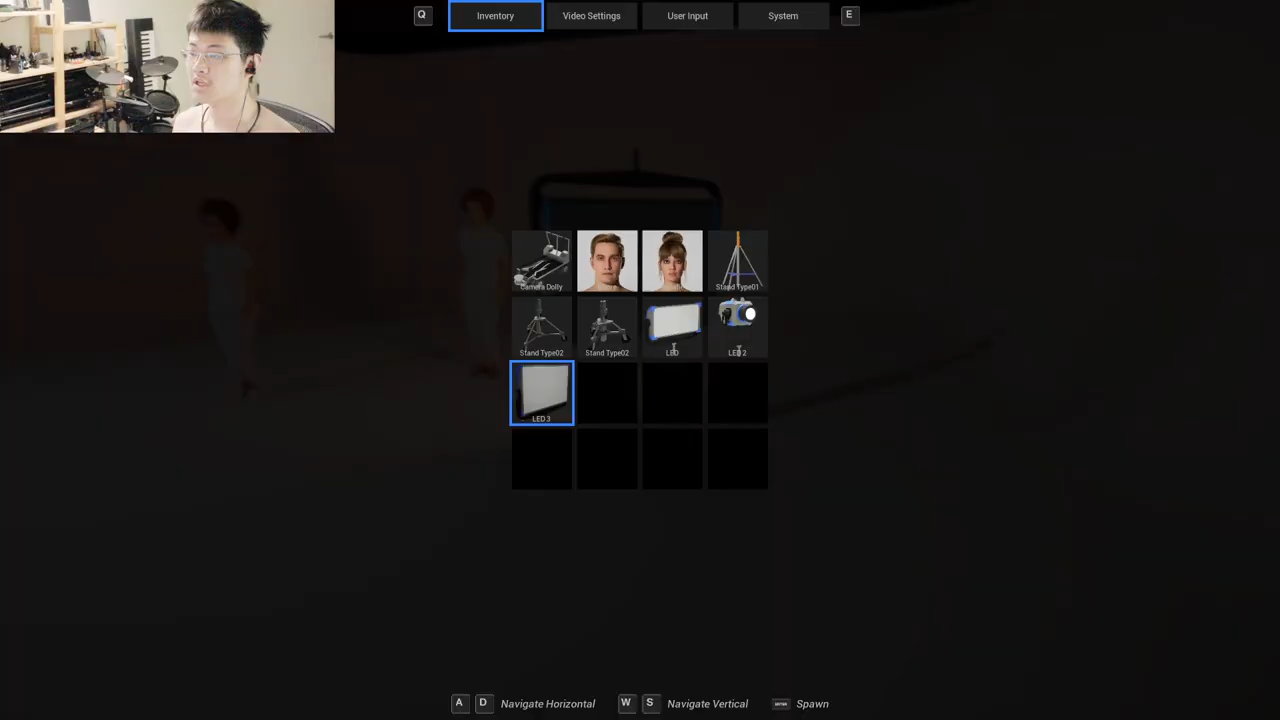 Q Inventory Video Settings User Input System E
Camera Dolly
Stand Type01
Stand Type02 Stand Type02 LED LED 2
LED 3
A D Navigate Horizontal W S Navigate Vertical ENTER Spawn